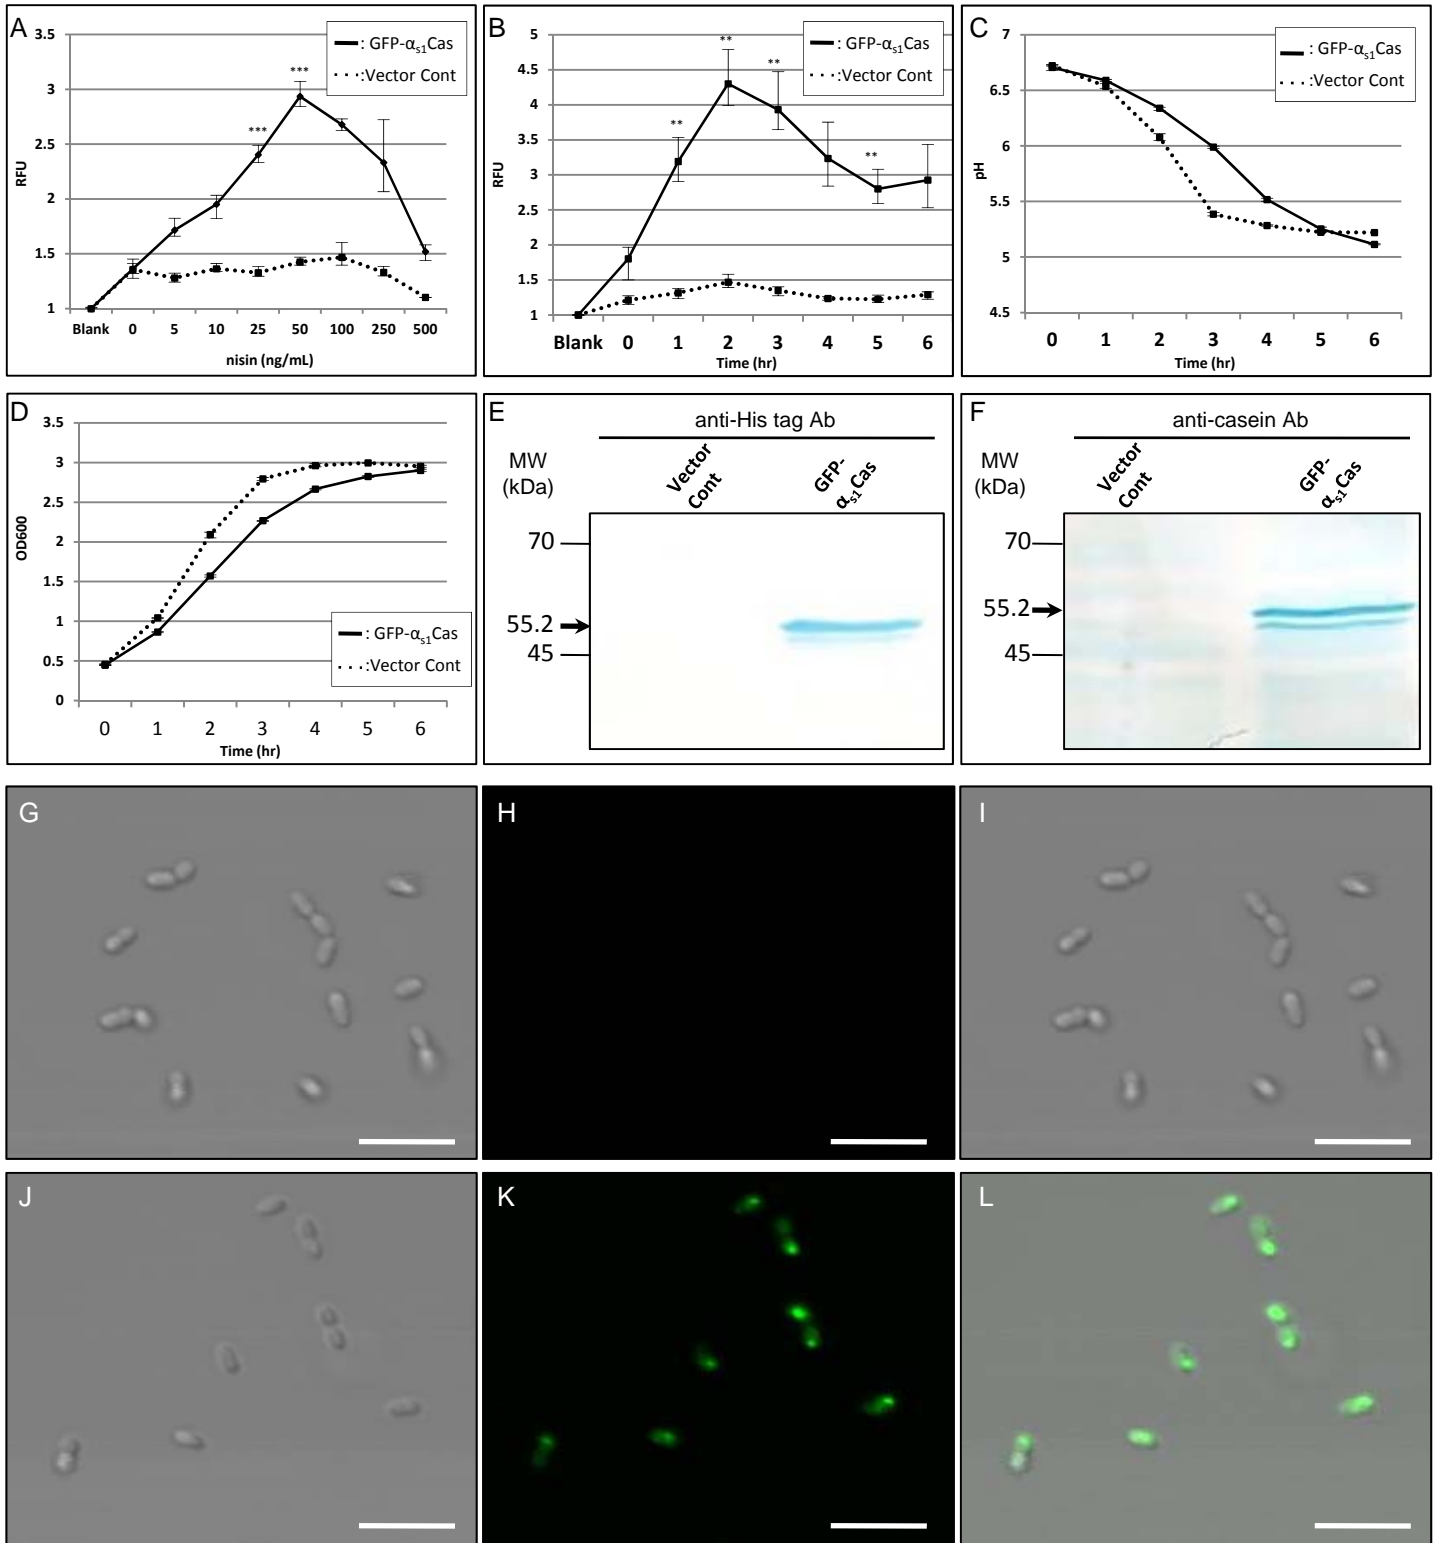 A
3.5
3
2.5
2
1.5
1
RFU
: GFP-αs1Cas
:Vector Cont
***
***
Blank 0 5 10 25 50 100 250 500
nisin (ng/mL)
B
5
4.5
4
3.5
3
2.5
2
1.5
1
RFU
: GFP-αs1Cas
:Vector Cont
**
**
**
**
Blank 0 1 2 3 4 5 6
Time (hr)
C
7
6.5
6
5.5
5
4.5
pH
: GFP-αs1Cas
:Vector Cont
0 1 2 3 4 5 6
Time (hr)
D
3.5
3
2.5
2
1.5
1
0.5
0
OD600
: GFP-αs1Cas
:Vector Cont
0 1 2 3 4 5 6
Time (hr)
E
anti-His tag Ab
MW
(kDa)
Vector
Cont
GFP-
αs1Cas
70
55.2
45
F
anti-casein Ab
MW
(kDa)
Vector
Cont
GFP-
αs1Cas
70
55.2
45
G
H
I
J
K
L